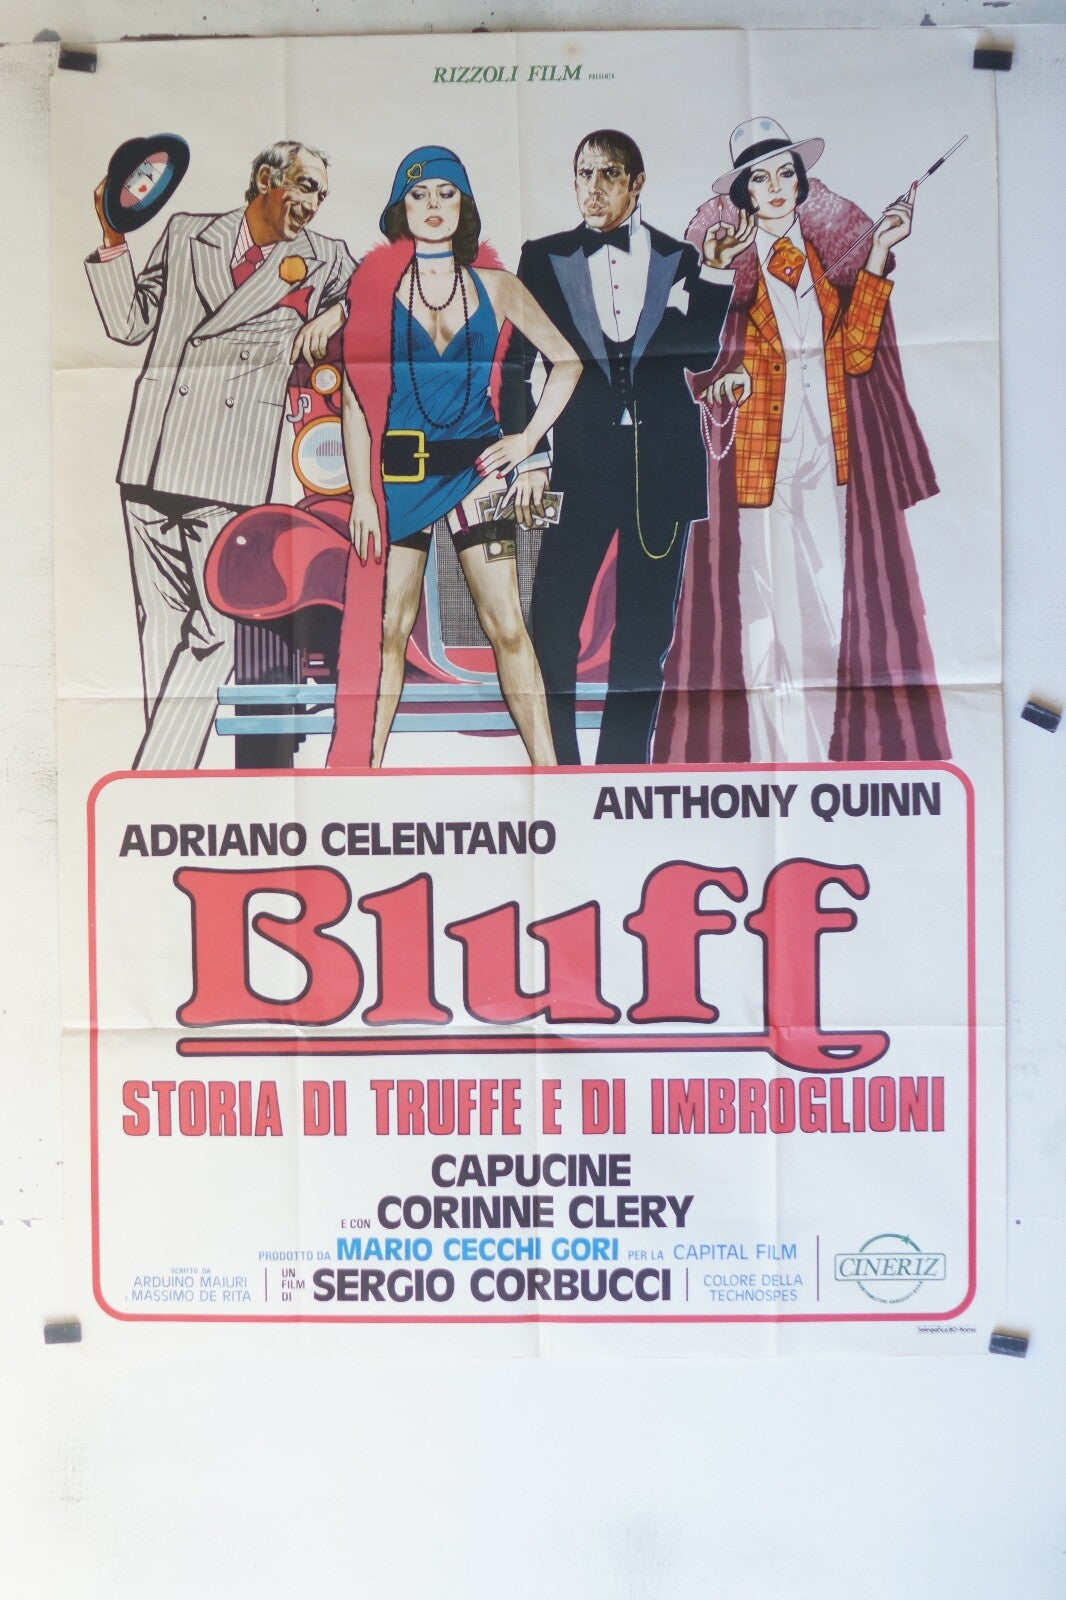 RIZZOLI FILM PRESENTA
ANTHONY QUINN
ADRIANO CELENTANO
Bluff
STORIA DI TRUFFE E DI IMBROGLIONI
CAPUCINE
E CON CORINNE CLERY
PRODOTTO DA MARIO CECCHI GORI PER LA CAPITAL FILM
SCRITTO DA
ARDUINO MAIURI
E MASSIMO DE RITA
UN
FILM
DI
SERGIO CORBUCCI
COLORE DELLA
TECHNOSPES
CINERIZ